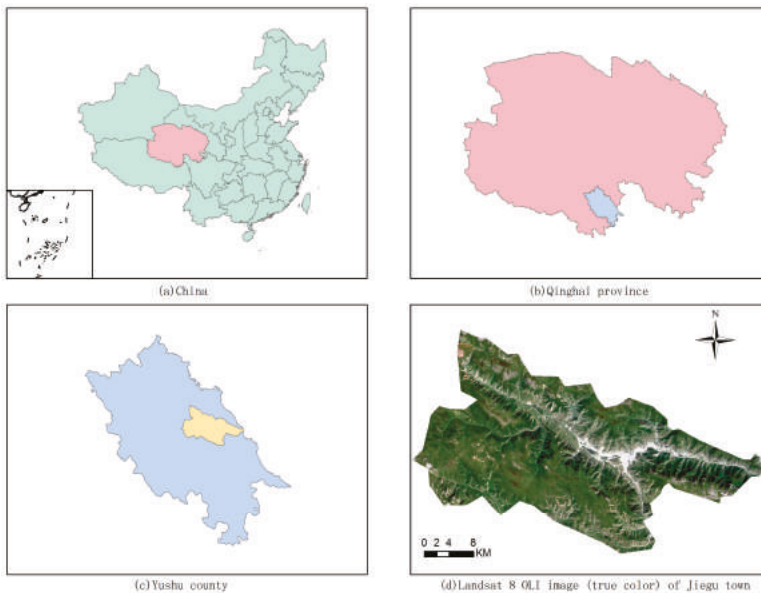 (a)China
(b)Qinghai province
N
0 2 4 8
KM
(c)Yushu county
(d)Landsat 8 OLI image (true color) of Jiegu town